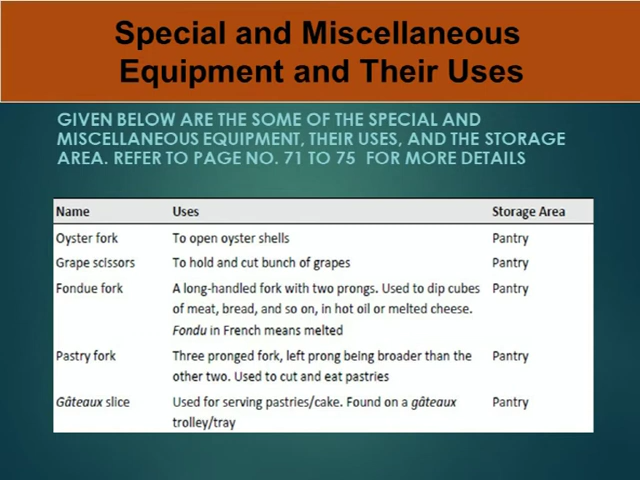 Special and Miscellaneous
Equipment and Their Uses
GIVEN BELOW ARE THE SOME OF THE SPECIAL AND
MISCELLANEOUS EQUIPMENT, THEIR USES, AND THE STORAGE
AREA. REFER TO PAGE NO. 71 TO 75 FOR MORE DETAILS
Name Uses Storage Area
Oyster fork To open oyster shells Pantry
Grape scissors To hold and cut bunch of grapes Pantry
Fondue fork A long-handled fork with two prongs. Used to dip cubes Pantry
of meat, bread, and so on, in hot oil or melted cheese.
Fondu in French means melted
Pastry fork Three pronged fork, left prong being broader than the Pantry
other two. Used to cut and eat pastries
Gâteaux slice Used for serving pastries/cake. Found on a gâteaux Pantry
trolley/tray